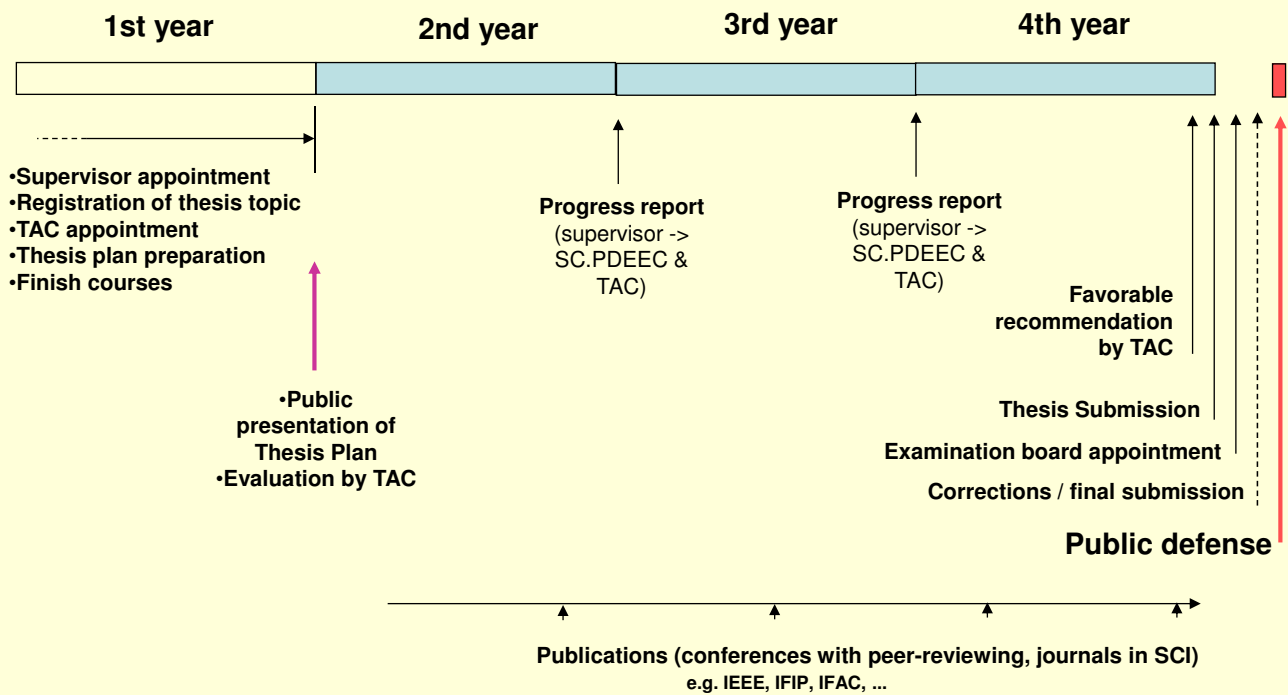 1st year
2nd year
3rd year
4th year
•Supervisor appointment
•Registration of thesis topic
•TAC appointment
•Thesis plan preparation
•Finish courses
•Public
presentation of
Thesis Plan
•Evaluation by TAC
Progress report
(supervisor ->
SC.PDEEC &
TAC)
Progress report
(supervisor ->
SC.PDEEC &
TAC)
Favorable
recommendation
by TAC
Thesis Submission
Examination board appointment
Corrections / final submission
Public defense
Publications (conferences with peer-reviewing, journals in SCI)
e.g. IEEE, IFIP, IFAC, ...